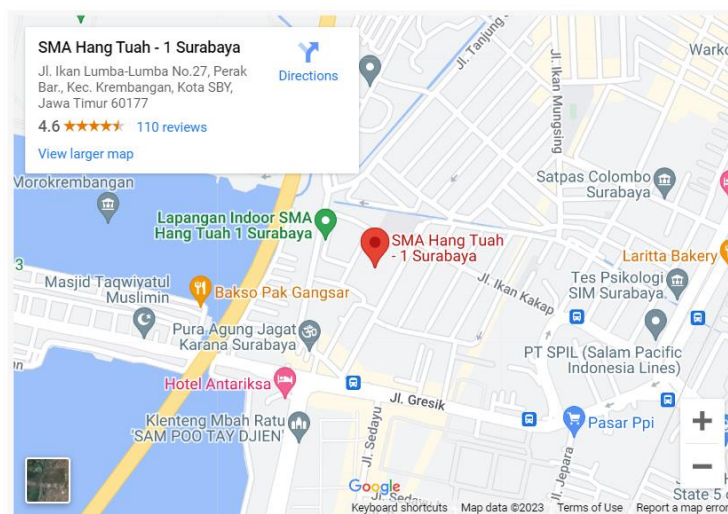 SMA Hang Tuah - 1 Surabaya
Jl. Ikan Lumba-Lumba No.27, Perak
Bar., Kec. Krembangan, Kota SBY,
Jawa Timur 60177
Directions
4.6
110 reviews
View larger map
Jl. Tanjung
Jl. Ikan Mungsing
Warko
Morokrembangan
Satpas Colombo
Surabaya
Lapangan Indoor SMA
Hang Tuah 1 Surabaya
SMA Hang Tuah
- 1 Surabaya
Laritta Bakery
3
Masjid Taqwiyatul
Muslimin
Bakso Pak Gangsar
Jl. Ikan Kakap
Tes Psikologi
SIM Surabaya
Pura Agung Jagat
Karana Surabaya
PT SPIL (Salam Pacific
Indonesia Lines)
Hotel Antariksa
Jl. Gresik
Klenteng Mbah Ratu
'SAM POO TAY DJIEN'
Jl. Sedayu
Pasar Ppi
Jl. Jepara
Google
State 5
Keyboard shortcuts
Map data ©2023
Terms of Use
Report a map error